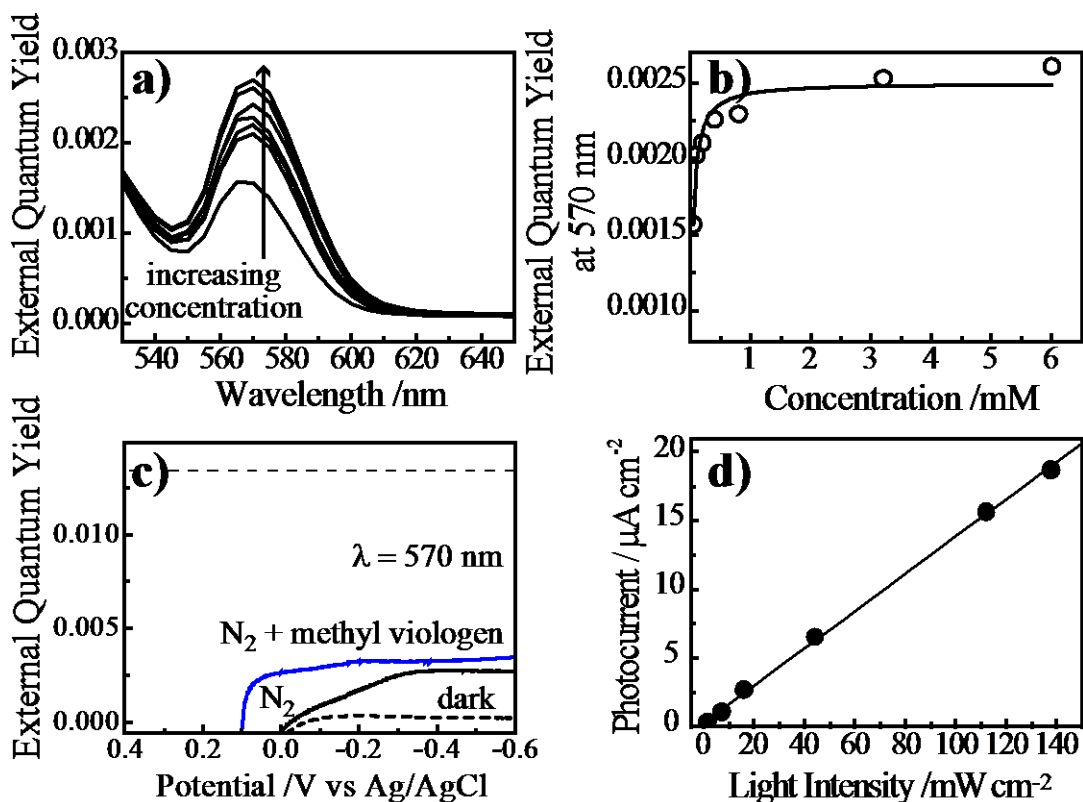 a)
External Quantum Yield
0.003
0.002
0.001
0.000
increasing
concentration
540 560 580 600 620 640
Wavelength /nm
b)
External Quantum Yield
at 570 nm
0.0025
0.0020
0.0015
0.0010
1 2 3 4 5 6
Concentration /mM
c)
External Quantum Yield
0.010
0.005
0.000
λ = 570 nm
N2 + methyl viologen
N2
dark
0.4 0.2 0.0 -0.2 -0.4 -0.6
Potential /V vs Ag/AgCl
d)
Photocurrent / μA cm-2
20
15
10
5
0
0 20 40 60 80 100 120 140
Light Intensity /mW cm-2